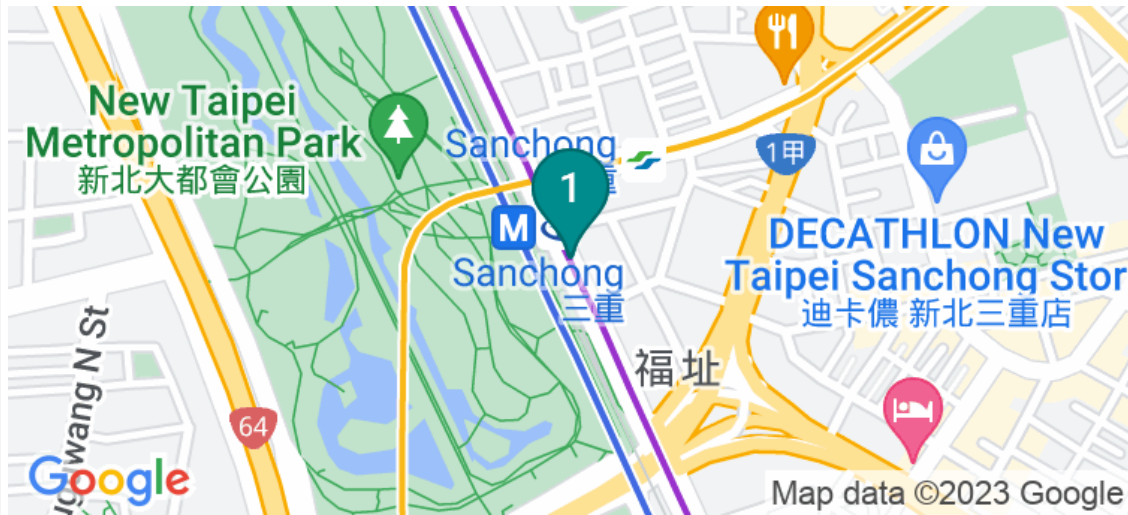 New Taipei
Metropolitan Park
新北大都會公園
Sanchong
1
1甲
M
Sanchong
三重
DECATHLON New
Taipei Sanchong Stor
迪卡儂 新北三重店
福址
64
gwang N St
Google
Map data ©2023 Google